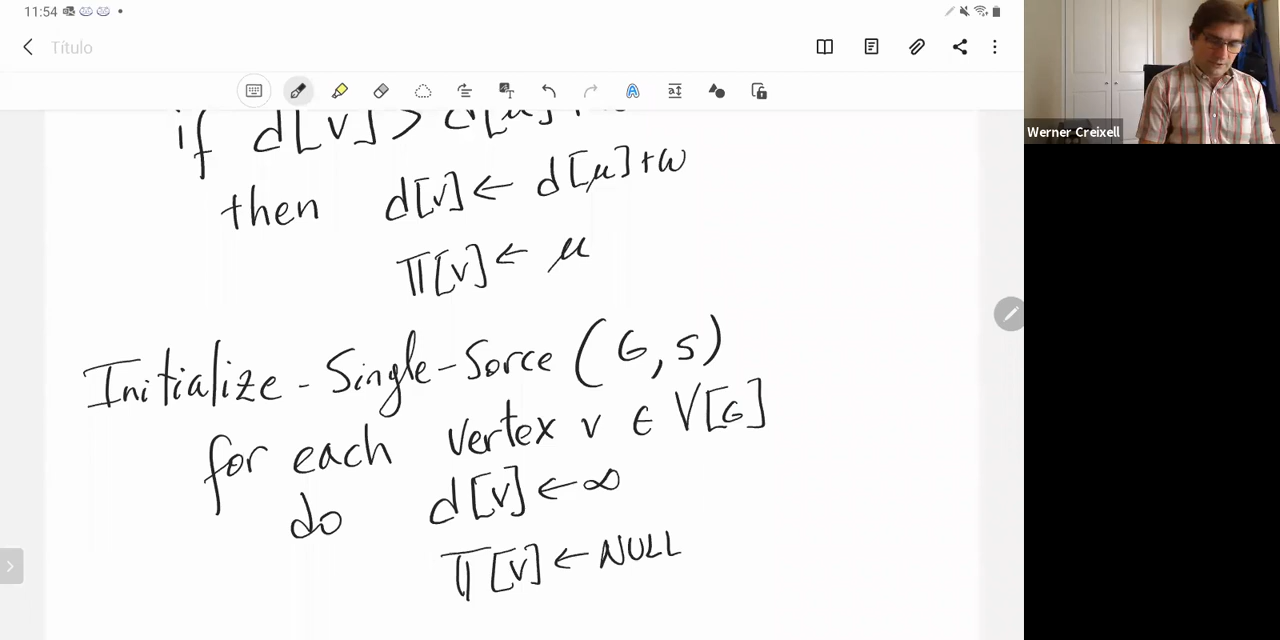 11:54
Título
if d[v] > d[μ] +
then d[v] ← d[μ]+w
π[v] ← μ
Initialize-Single-Sorce (G,s)
for each vertex v ∈ V[G]
do d[v] ← ∞
π[v] ← NULL
Werner Creixell